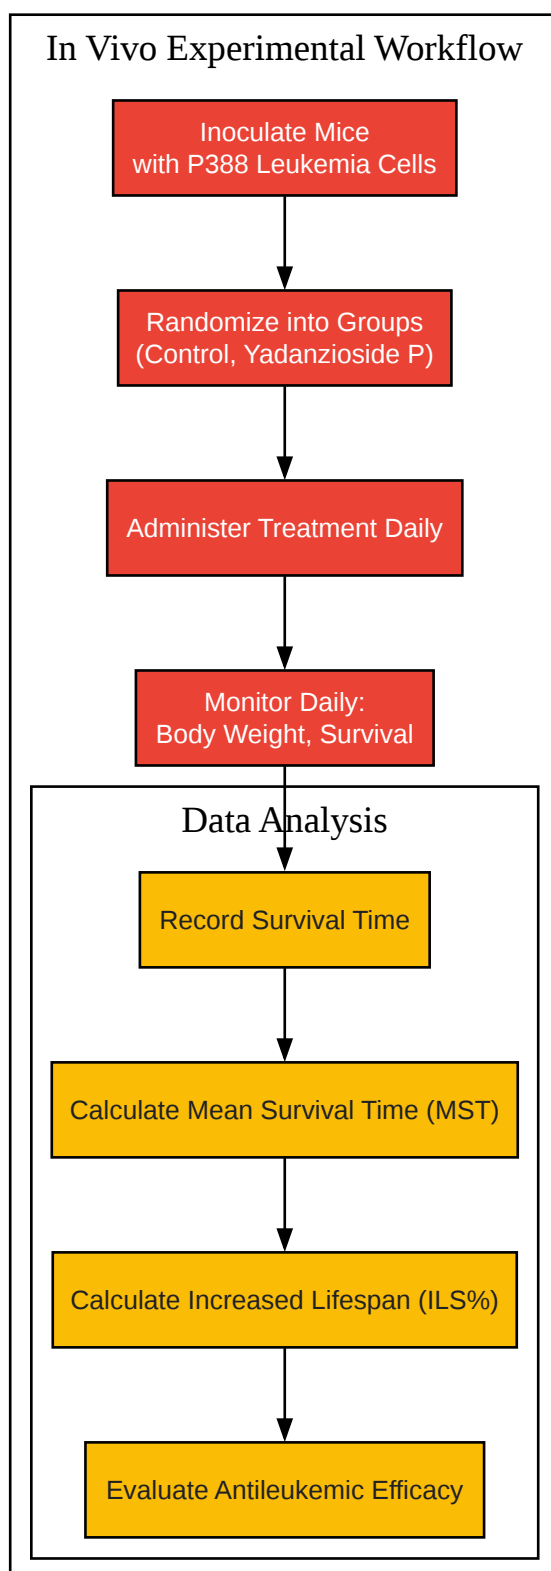 In Vivo Experimental Workflow
Inoculate Mice
with P388 Leukemia Cells
Randomize into Groups
(Control, Yadanzioside P)
Administer Treatment Daily
Monitor Daily:
Body Weight, Survival
Data Analysis
Record Survival Time
Calculate Mean Survival Time (MST)
Calculate Increased Lifespan (ILS%)
Evaluate Antileukemic Efficacy